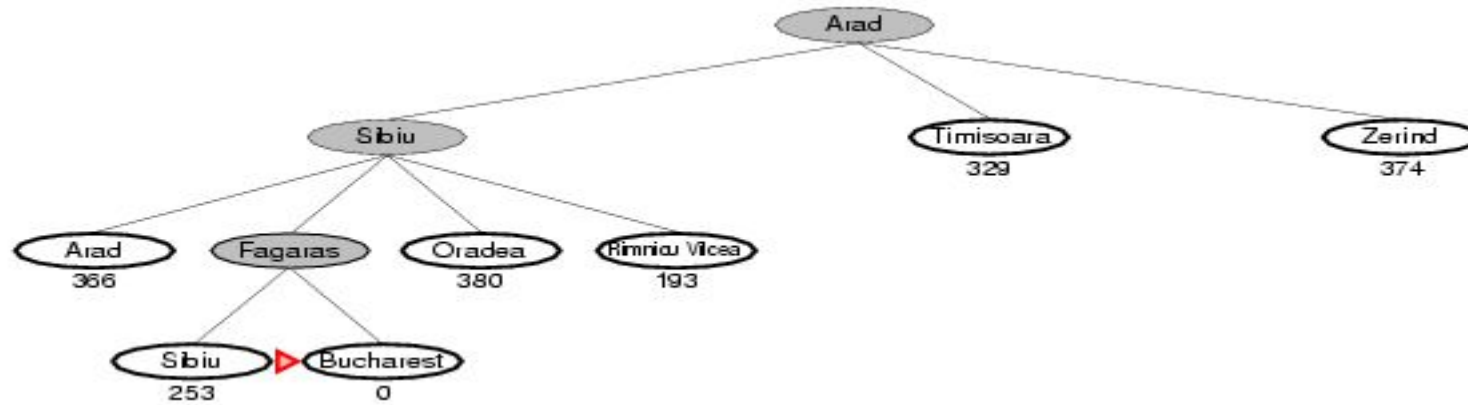 Arad
Sibiu
Timisoara
Zerind
329
374
Arad
Fagaras
Oradea
Rimnicu Vilcea
366
380
193
Sibiu
Bucharest
253
0